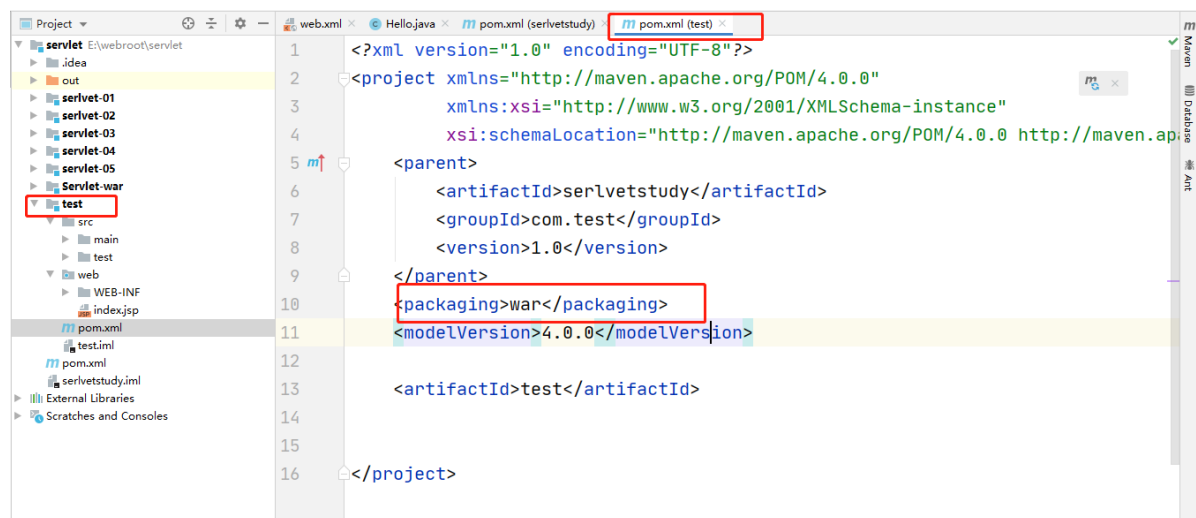 Project
web.xml
Hello.java
pom.xml (serlvetstudy)
pom.xml (test)
servlet E:\webroot\servlet
.idea
out
serlvet-01
serlvet-02
servlet-03
servlet-04
servlet-05
Servlet-war
test
src
main
test
web
WEB-INF
index.jsp
pom.xml
test.iml
pom.xml
serlvetstudy.iml
External Libraries
Scratches and Consoles
1 <?xml version="1.0" encoding="UTF-8"?>
2 <project xmlns="http://maven.apache.org/POM/4.0.0"
3 xmlns:xsi="http://www.w3.org/2001/XMLSchema-instance"
4 xsi:schemaLocation="http://maven.apache.org/POM/4.0.0 http://maven.apa
5 <parent>
6 <artifactId>serlvetstudy</artifactId>
7 <groupId>com.test</groupId>
8 <version>1.0</version>
9 </parent>
10 <packaging>war</packaging>
11 <modelVersion>4.0.0</modelVersion>
12
13 <artifactId>test</artifactId>
14
15
16 </project>
Maven
Database
Ant